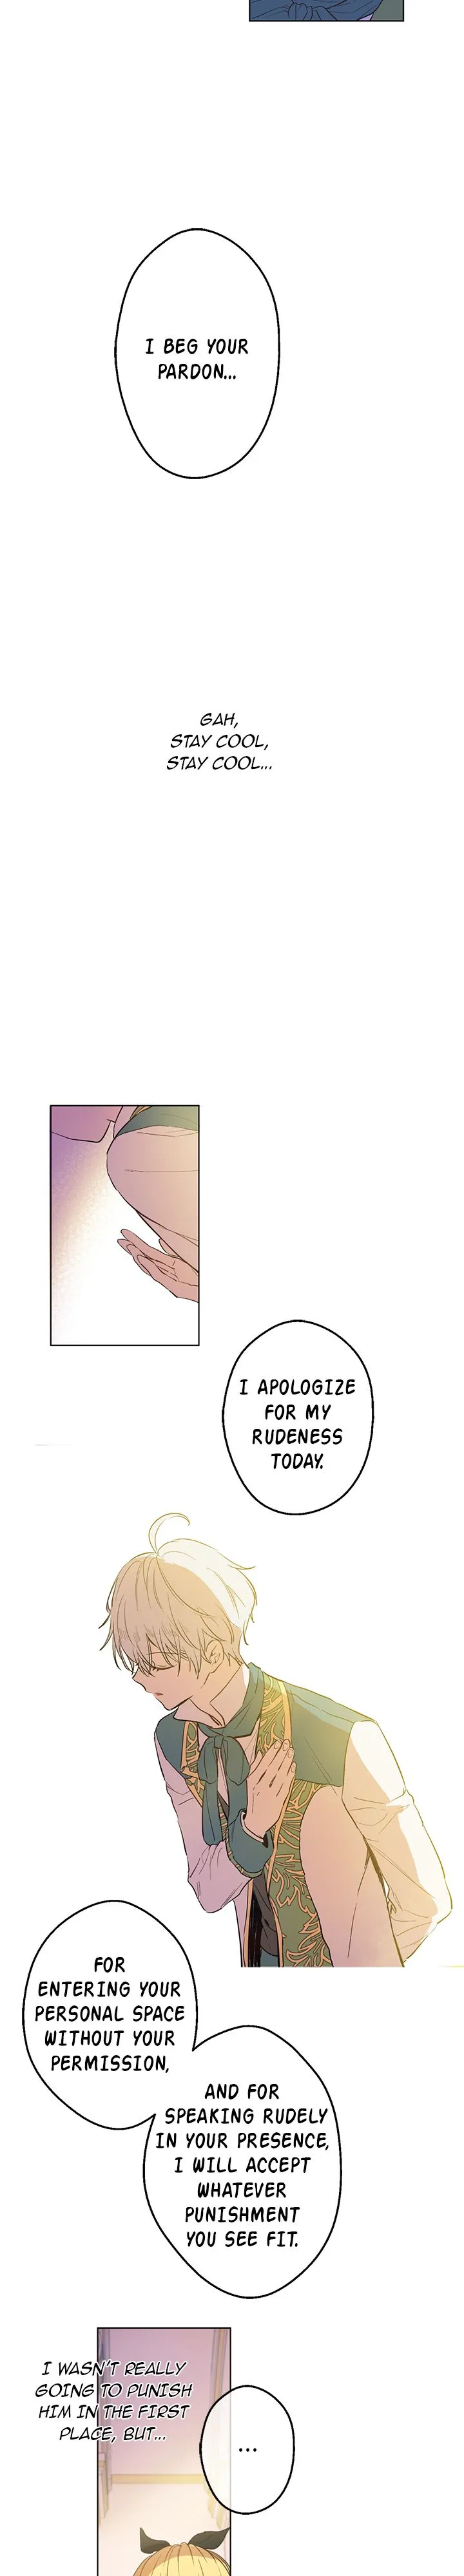 I BEG YOUR
PARDON...
GAH,
STAY COOL,
STAY COOL...
I APOLOGIZE
FOR MY
RUDENESS
TODAY.
FOR
ENTERING YOUR
PERSONAL SPACE
WITHOUT YOUR
PERMISSION,
AND FOR
SPEAKING RUDELY
IN YOUR PRESENCE,
I WILL ACCEPT
WHATEVER
PUNISHMENT
YOU SEE FIT.
I WASN'T REALLY
GOING TO PUNISH
HIM IN THE FIRST
PLACE, BUT...
...